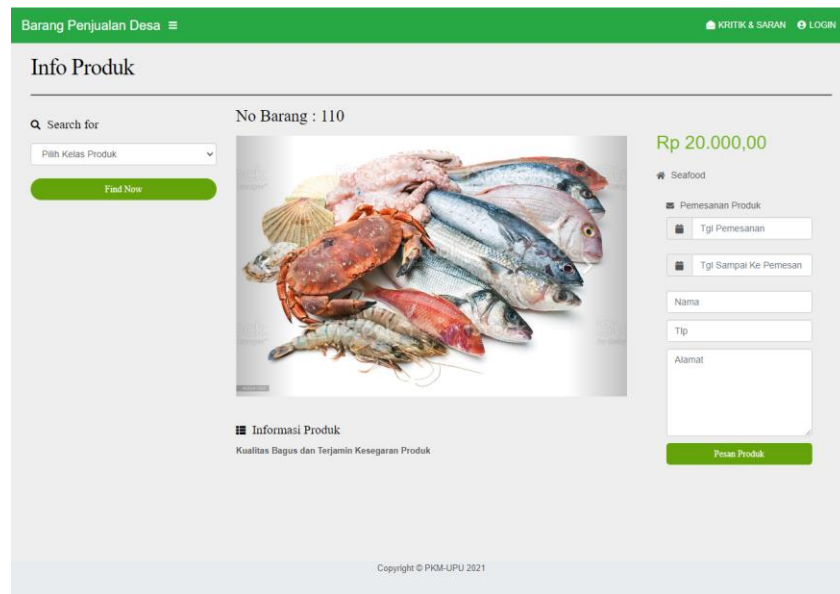 Barang Penjualan Desa
KRITIK & SARAN
LOGIN
Info Produk
Search for
Pilih Kelas Produk
Find Now
No Barang : 110
Informasi Produk
Kualitas Bagus dan Terjamin Kesegaran Produk
Rp 20.000,00
Seafood
Pemesanan Produk
Tgl Pemesanan
Tgl Sampai Ke Pemesan
Nama
Tlp
Alamat
Pesan Produk
Copyright © PKM-UPU 2021